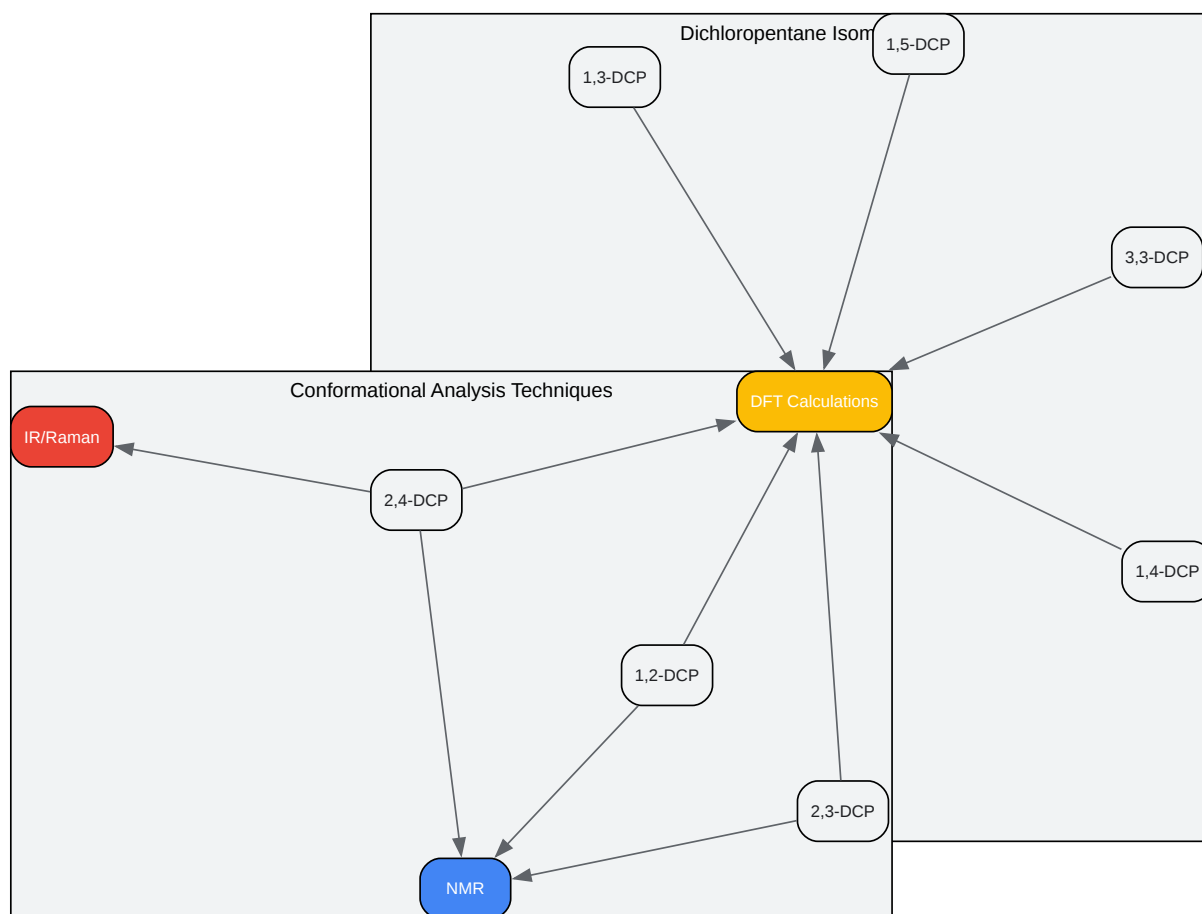 Dichloropentane Isom
1,5-DCP
1,3-DCP
3,3-DCP
Conformational Analysis Techniques
DFT Calculations
IR/Raman
2,4-DCP
1,4-DCP
1,2-DCP
2,3-DCP
NMR